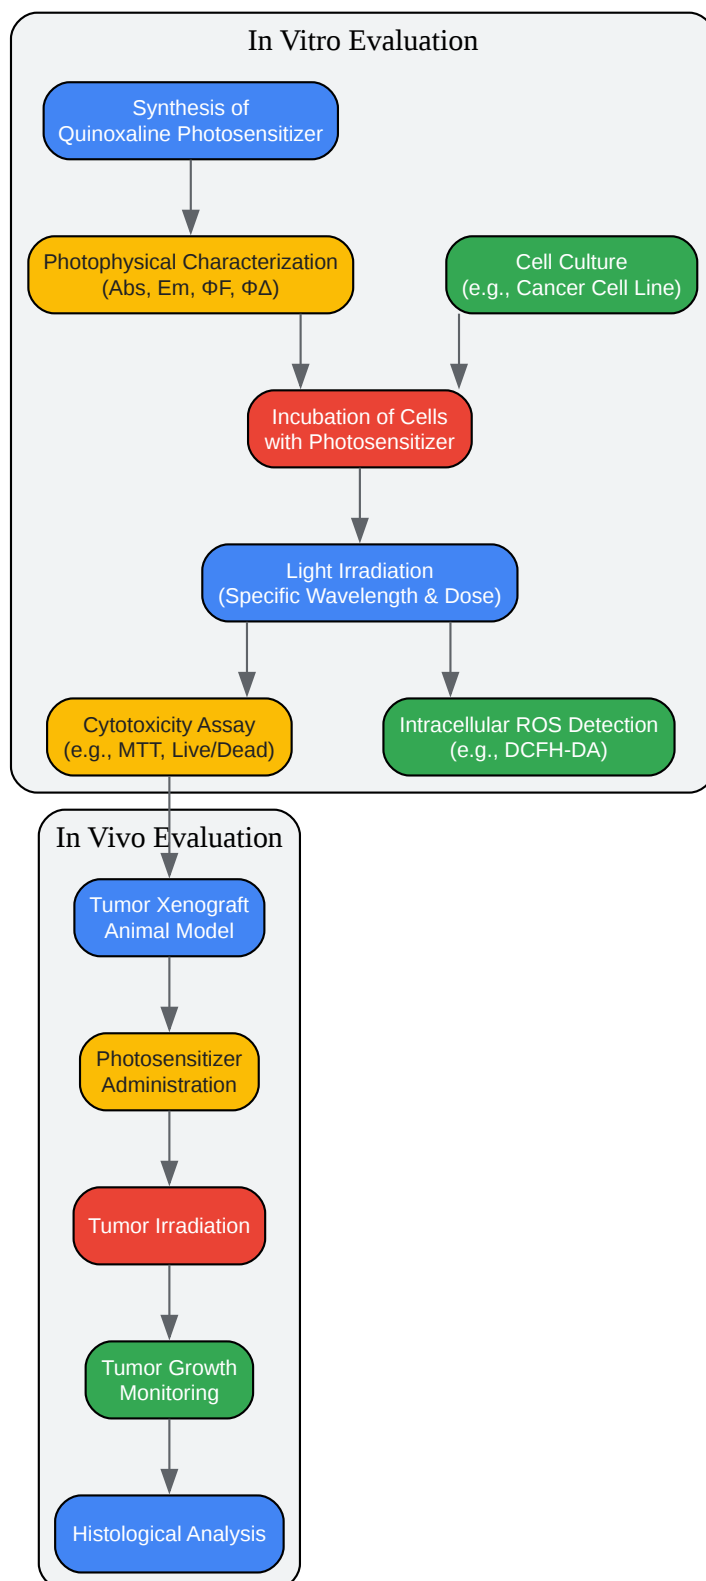 In Vitro Evaluation
Synthesis of
Quinoxaline Photosensitizer
Photophysical Characterization
(Abs, Em, ΦF, ΦΔ)
Cell Culture
(e.g., Cancer Cell Line)
Incubation of Cells
with Photosensitizer
Light Irradiation
(Specific Wavelength & Dose)
Cytotoxicity Assay
(e.g., MTT, Live/Dead)
Intracellular ROS Detection
(e.g., DCFH-DA)
In Vivo Evaluation
Tumor Xenograft
Animal Model
Photosensitizer
Administration
Tumor Irradiation
Tumor Growth
Monitoring
Histological Analysis